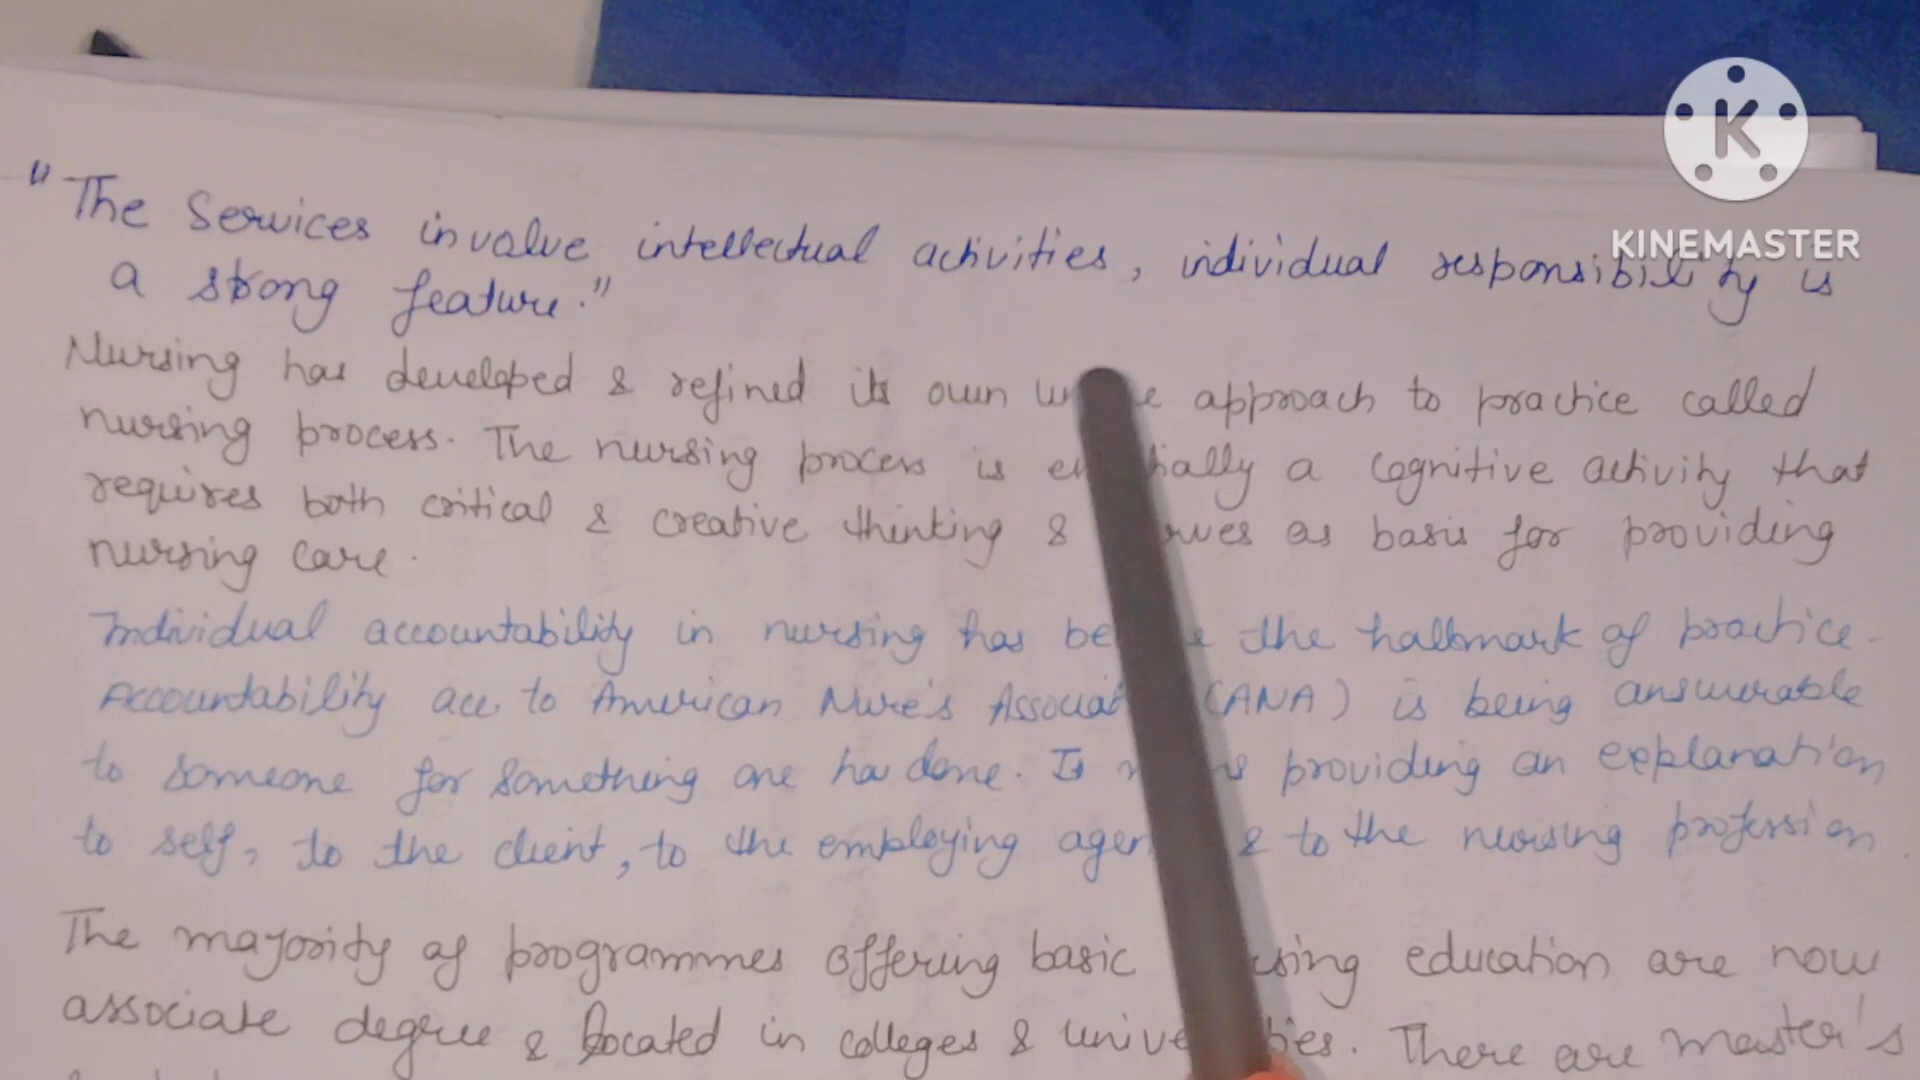 "The Services involve intellectual activities, individual responsibility is
a strong feature."
Nursing has developed & refined its own approach to practice called
nursing process. The nursing process is a cognitive activity that
requires both critical & creative thinking & as basis for providing
nursing care.
Individual accountability in nursing has the hallmark of practice.
Accountability acc to American Nurse's (ANA) is being answerable
to someone for something one has done. It providing an explanation
to self, to the client, to the employing & to the nursing profession.
The majority of programmes offering basic education are now
associate degree & located in colleges & There are master's
K
KINEMASTER